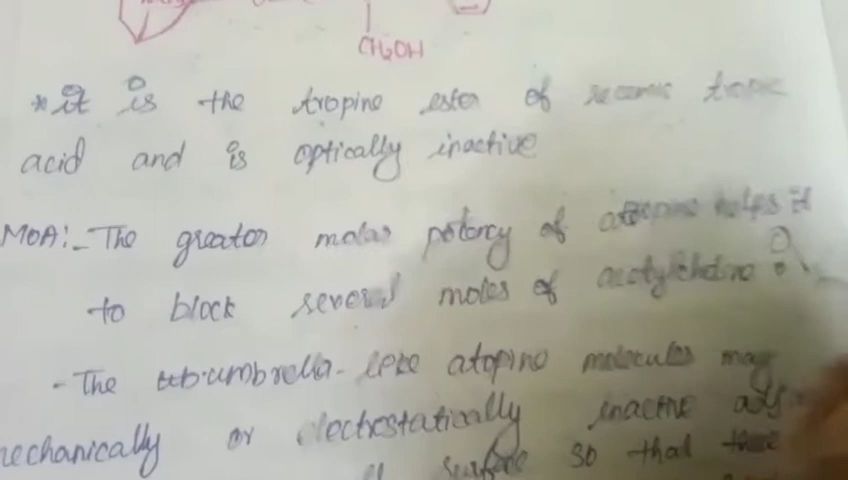 CH2OH
* it is the tropine ester of racemic tropic
acid and is optically inactive
MOA:- The greater molar potency of atropine helps it
to block several moles of acetylcholine
- The umbrella- like atopine molecules may
mechanically or electrostatically inactive
surface so that